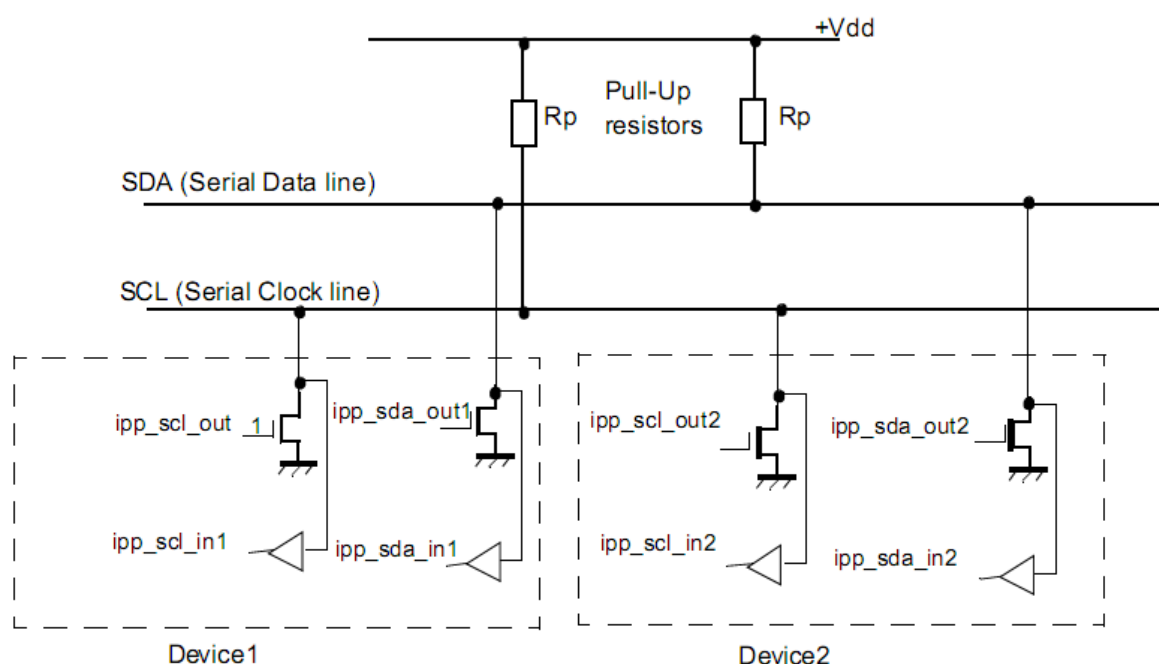 +Vdd
Rp
Pull-Up
resistors
Rp
SDA (Serial Data line)
SCL (Serial Clock line)
ipp_scl_out _1
ipp_sda_out1
ipp_scl_out2
ipp_sda_out2
ipp_scl_in1
ipp_sda_in1
ipp_scl_in2
ipp_sda_in2
Device1
Device2